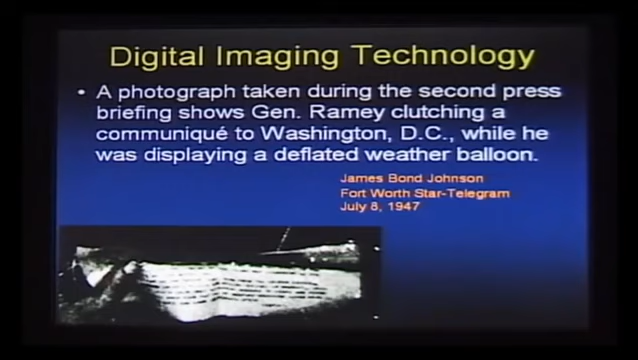 Digital Imaging Technology
• A photograph taken during the second press
briefing shows Gen. Ramey clutching a
communiqué to Washington, D.C., while he
was displaying a deflated weather balloon.
James Bond Johnson
Fort Worth Star-Telegram
July 8, 1947